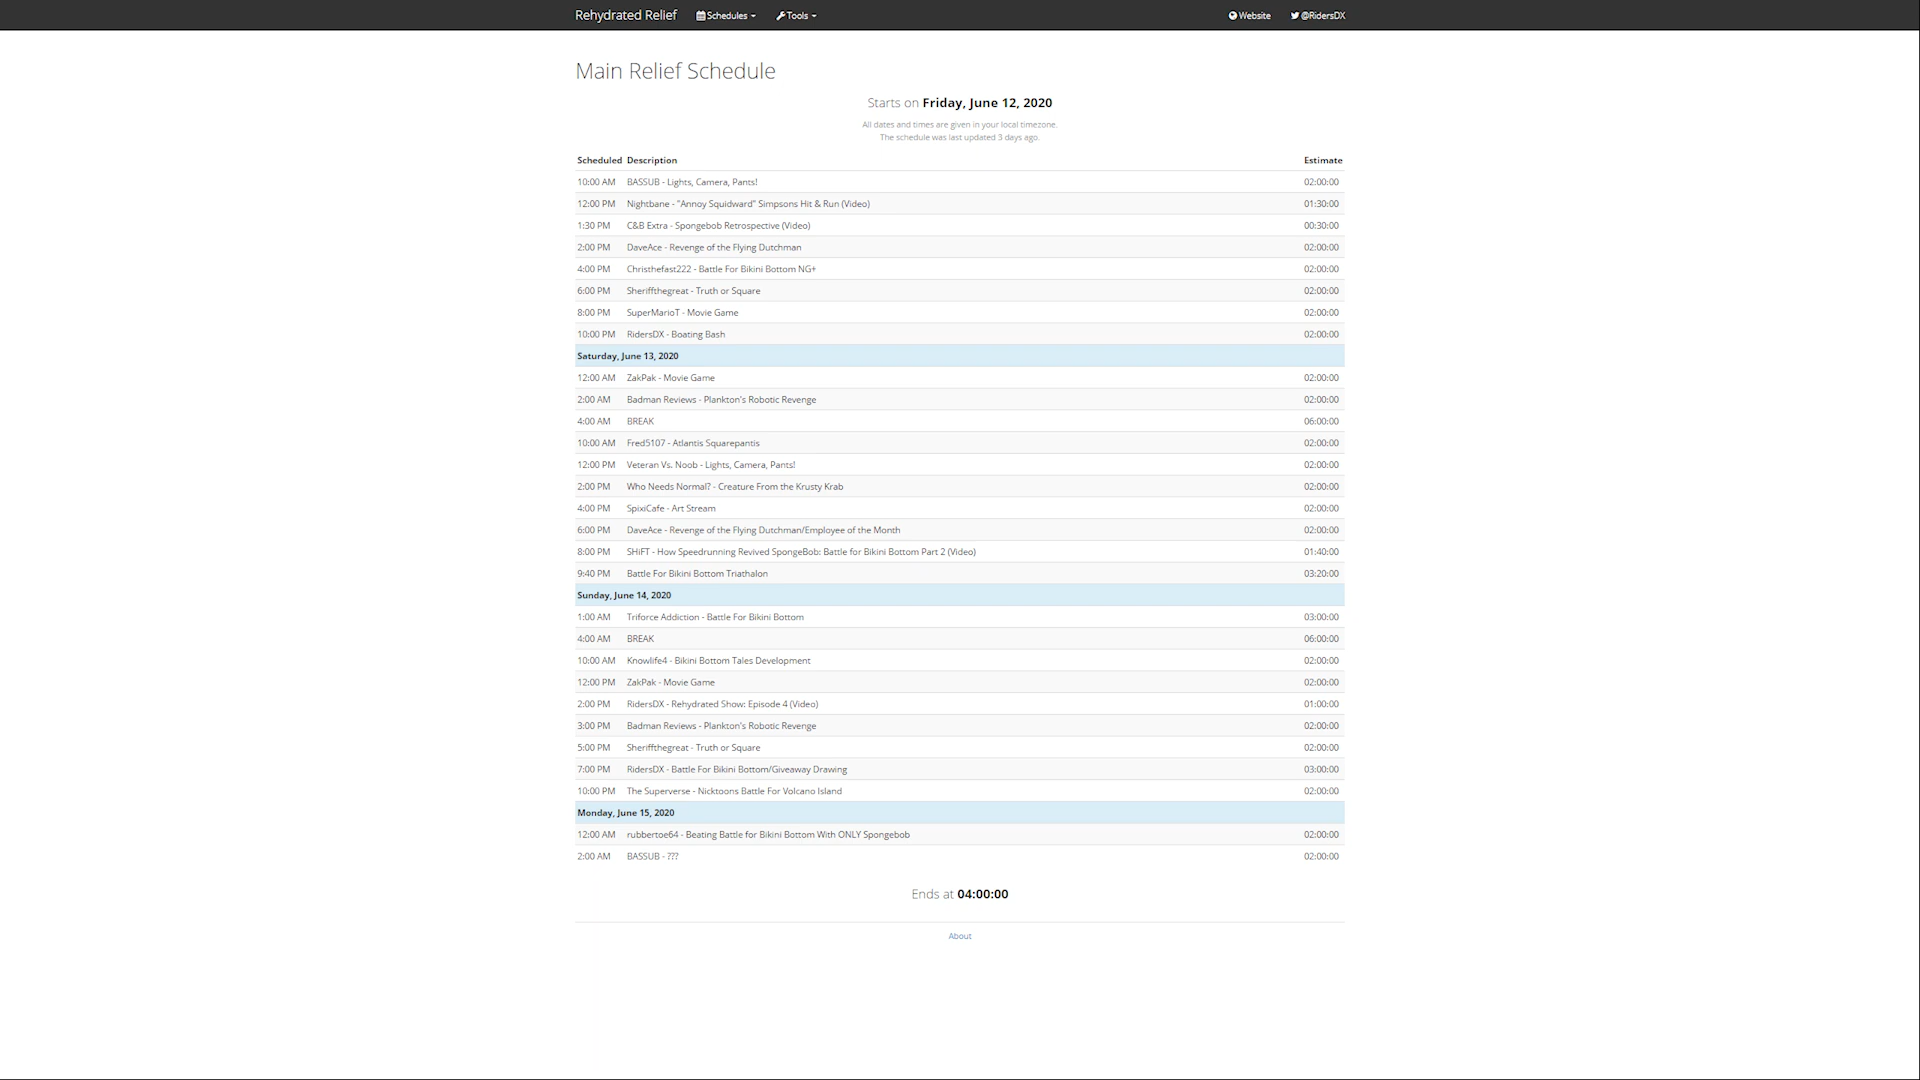 Rehydrated Relief Schedules Tools Website @RidersDX
Main Relief Schedule
Starts on Friday, June 12, 2020
All dates and times are given in your local timezone.
The schedule was last updated 3 days ago.
Scheduled Description Estimate
10:00 AM BASSUB - Lights, Camera, Pants! 02:00:00
12:00 PM Nightbane - "Annoy Squidward" Simpsons Hit & Run (Video) 01:30:00
1:30 PM C&B Extra - Spongebob Retrospective (Video) 00:30:00
2:00 PM DaveAce - Revenge of the Flying Dutchman 02:00:00
4:00 PM Christhefast222 - Battle For Bikini Bottom NG+ 02:00:00
6:00 PM Sheriffthegreat - Truth or Square 02:00:00
8:00 PM SuperMarioT - Movie Game 02:00:00
10:00 PM RidersDX - Boating Bash 02:00:00
Saturday, June 13, 2020
12:00 AM ZakPak - Movie Game 02:00:00
2:00 AM Badman Reviews - Plankton's Robotic Revenge 02:00:00
4:00 AM BREAK 06:00:00
10:00 AM Fred5107 - Atlantis Squarepantis 02:00:00
12:00 PM Veteran Vs. Noob - Lights, Camera, Pants! 02:00:00
2:00 PM Who Needs Normal? - Creature From the Krusty Krab 02:00:00
4:00 PM SpixiCafe - Art Stream 02:00:00
6:00 PM DaveAce - Revenge of the Flying Dutchman/Employee of the Month 02:00:00
8:00 PM SHiFT - How Speedrunning Revived SpongeBob: Battle for Bikini Bottom Part 2 (Video) 01:40:00
9:40 PM Battle For Bikini Bottom Triathalon 03:20:00
Sunday, June 14, 2020
1:00 AM Triforce Addiction - Battle For Bikini Bottom 03:00:00
4:00 AM BREAK 06:00:00
10:00 AM Knowlife4 - Bikini Bottom Tales Development 02:00:00
12:00 PM ZakPak - Movie Game 02:00:00
2:00 PM RidersDX - Rehydrated Show: Episode 4 (Video) 01:00:00
3:00 PM Badman Reviews - Plankton's Robotic Revenge 02:00:00
5:00 PM Sheriffthegreat - Truth or Square 02:00:00
7:00 PM RidersDX - Battle For Bikini Bottom/Giveaway Drawing 03:00:00
10:00 PM The Superverse - Nicktoons Battle For Volcano Island 02:00:00
Monday, June 15, 2020
12:00 AM rubbertoe64 - Beating Battle for Bikini Bottom With ONLY Spongebob 02:00:00
2:00 AM BASSUB - ??? 02:00:00
Ends at 04:00:00
About